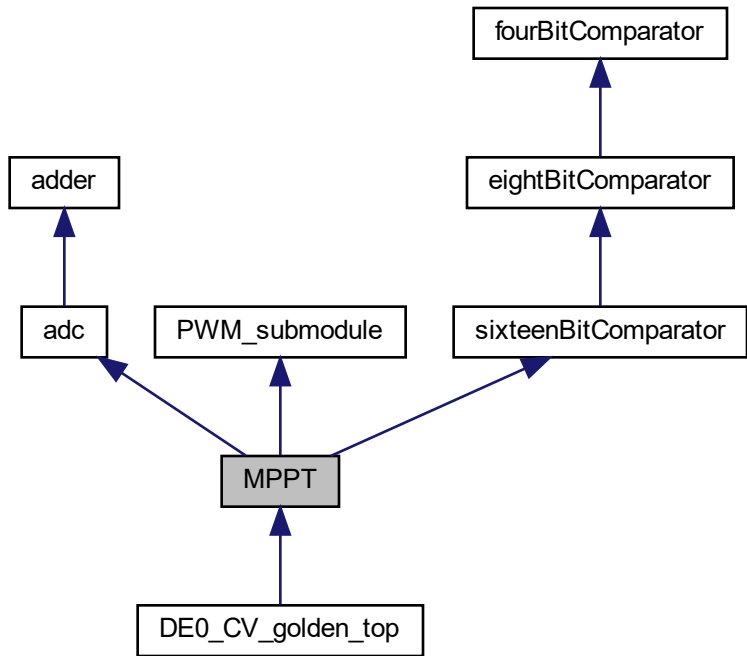 fourBitComparator
adder
eightBitComparator
adc
PWM_submodule
sixteenBitComparator
MPPT
DE0_CV_golden_top